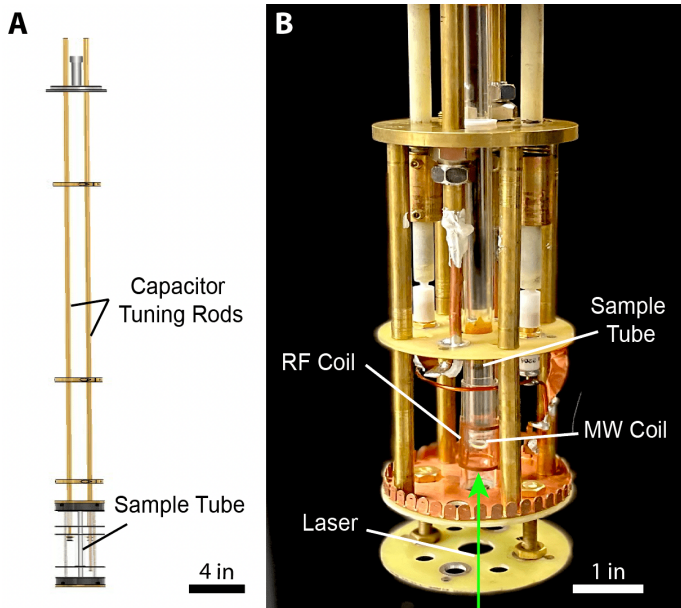 A
B
Capacitor
Tuning Rods
Sample Tube
4 in
Sample
Tube
RF Coil
MW Coil
Laser
1 in